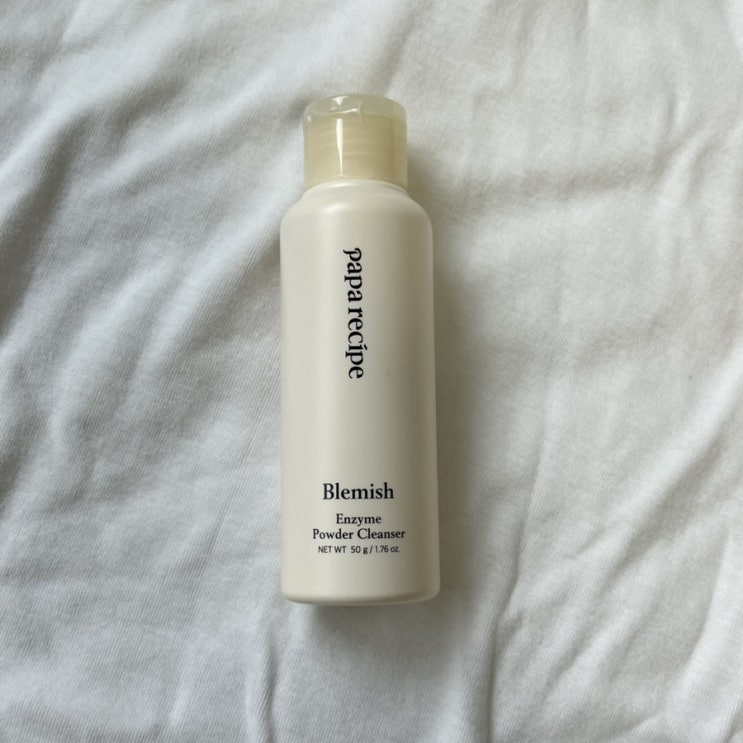 papa recipe
Blemish
Enzyme
Powder Cleanser
NET WT 50 g / 1.76 oz.